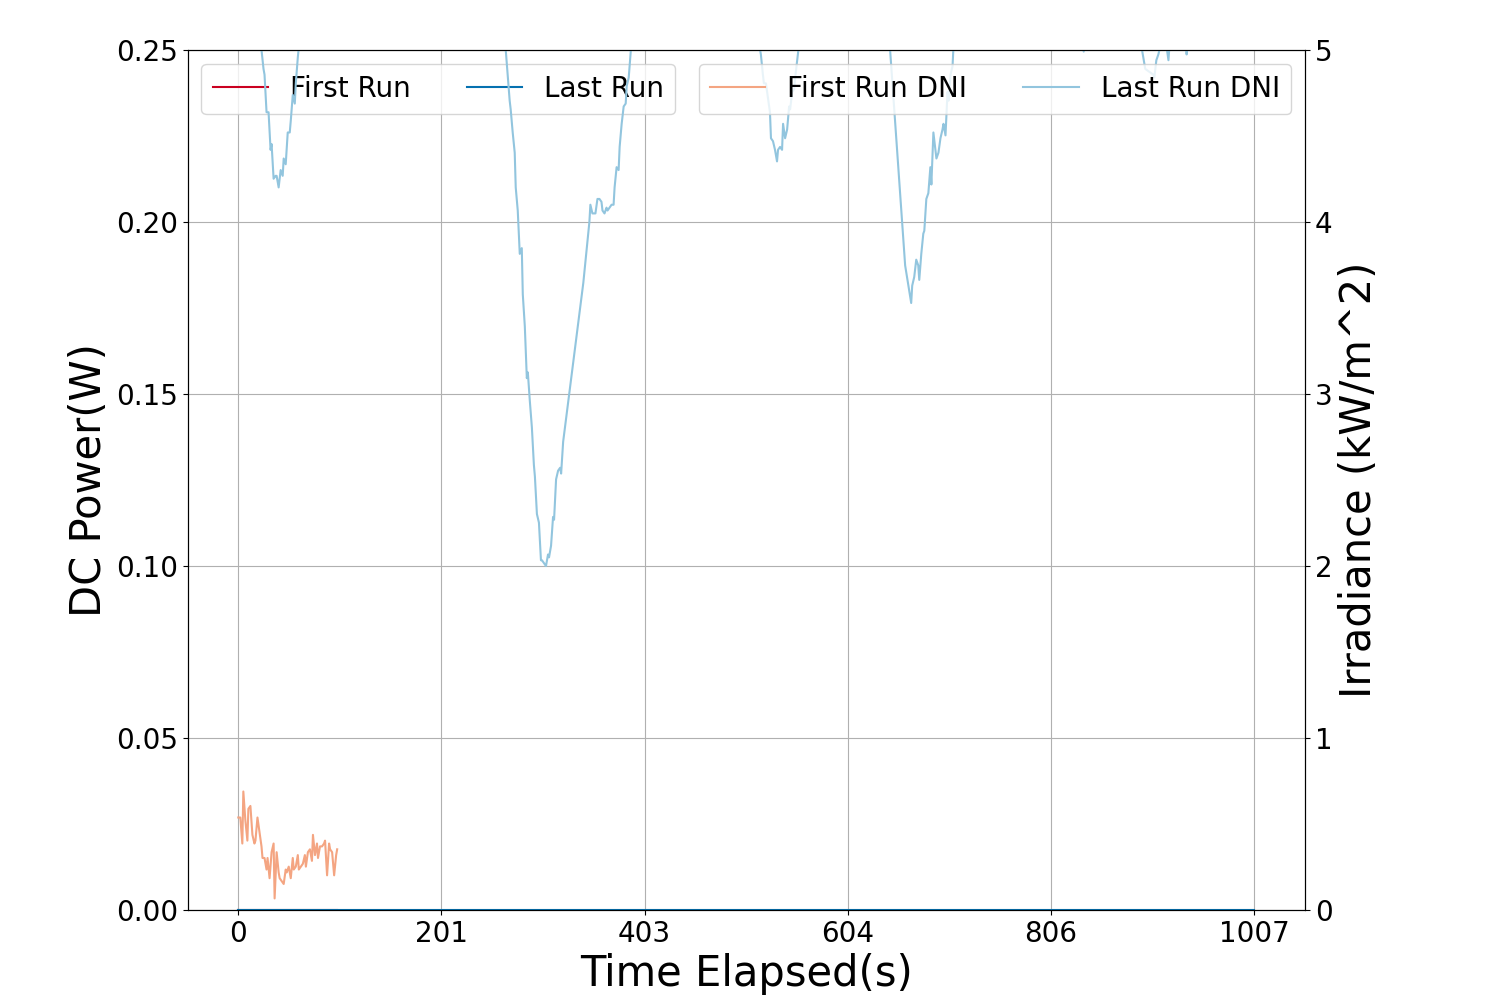 0.25
0.20
0.15
0.10
0.05
0.00
DC Power(W)
First Run
Last Run
First Run DNI
Last Run DNI
5
4
3
2
1
0
Irradiance (kW/m^2)
0
201
403
604
806
1007
Time Elapsed(s)